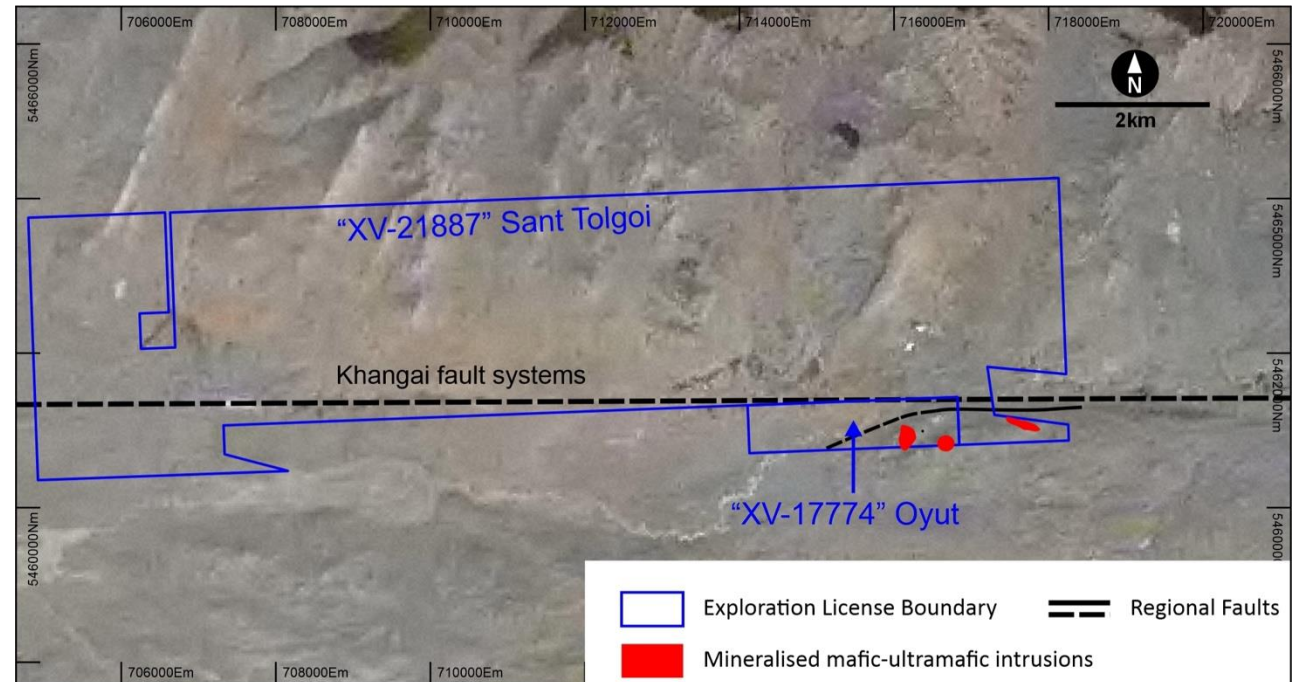 706000Em
708000Em
710000Em
712000Em
714000Em
716000Em
718000Em
720000Em
5466000Nm
5466000Nm
N
2km
“XV-21887” Sant Tolgoi
5465000Nm
Khangai fault systems
5462000Nm
“XV-17774” Oyut
5460000Nm
5460000
Exploration License Boundary
Regional Faults
Mineralised mafic-ultramafic intrusions
706000Em
708000Em
710000Em